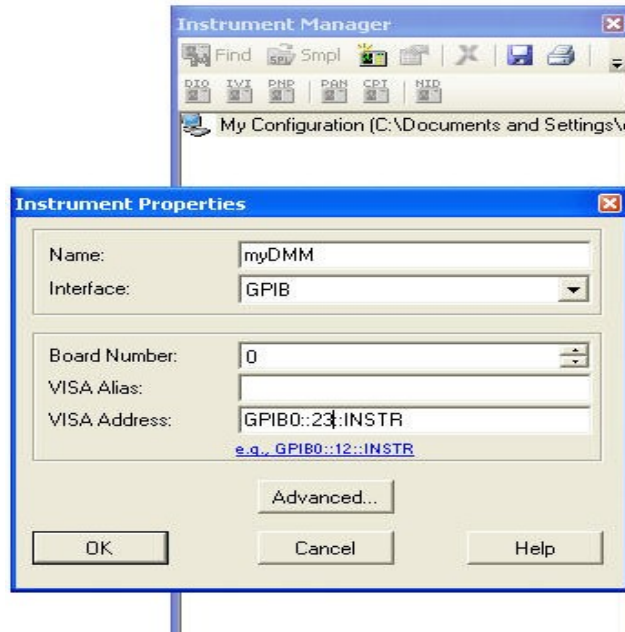 Instrument Manager
Find Smpl
DIO IVI PNP PAN CPT NID
My Configuration (C:\Documents and Settings\
Instrument Properties
Name: myDMM
Interface: GPIB
Board Number: 0
VISA Alias:
VISA Address: GPIB0::23::INSTR
e.g., GPIB0::12::INSTR
Advanced...
OK Cancel Help